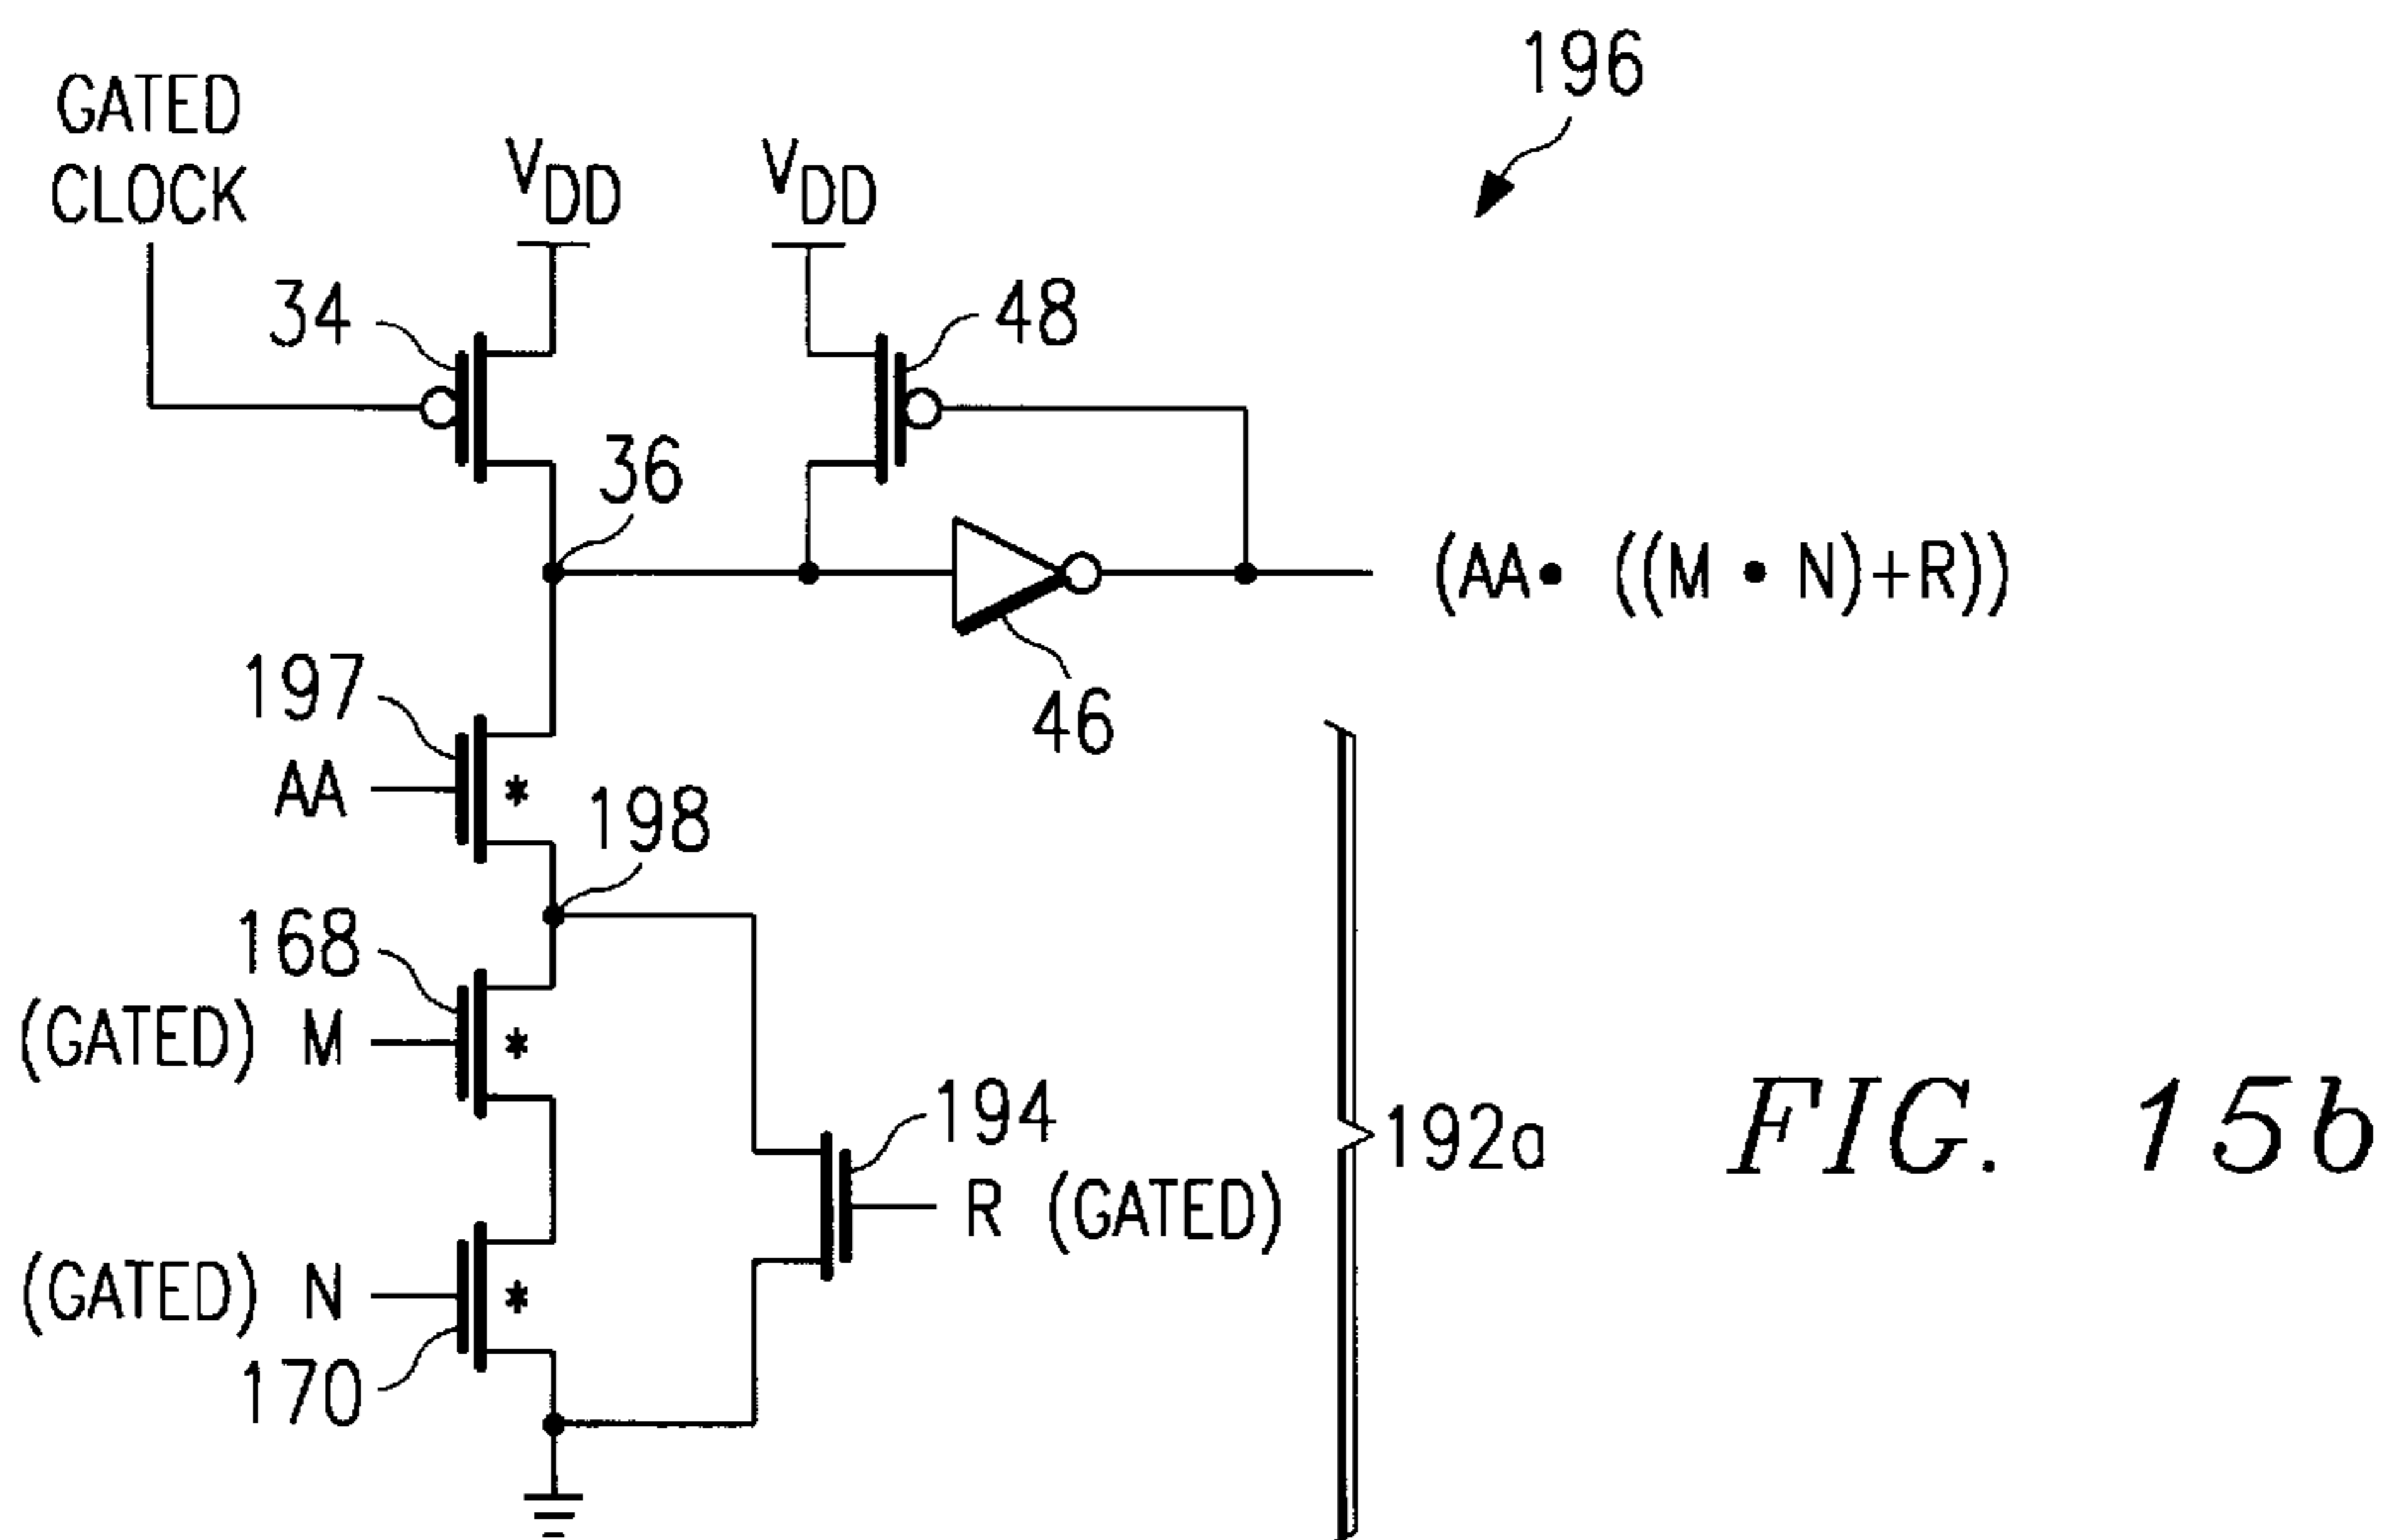 196
GATED
CLOCK
VDD
VDD
34
48
36
(AA• ((M • N)+R))
46
197
AA
*
198
168
(GATED) M
*
194
R (GATED)
192a
FIG. 15b
(GATED) N
*
170